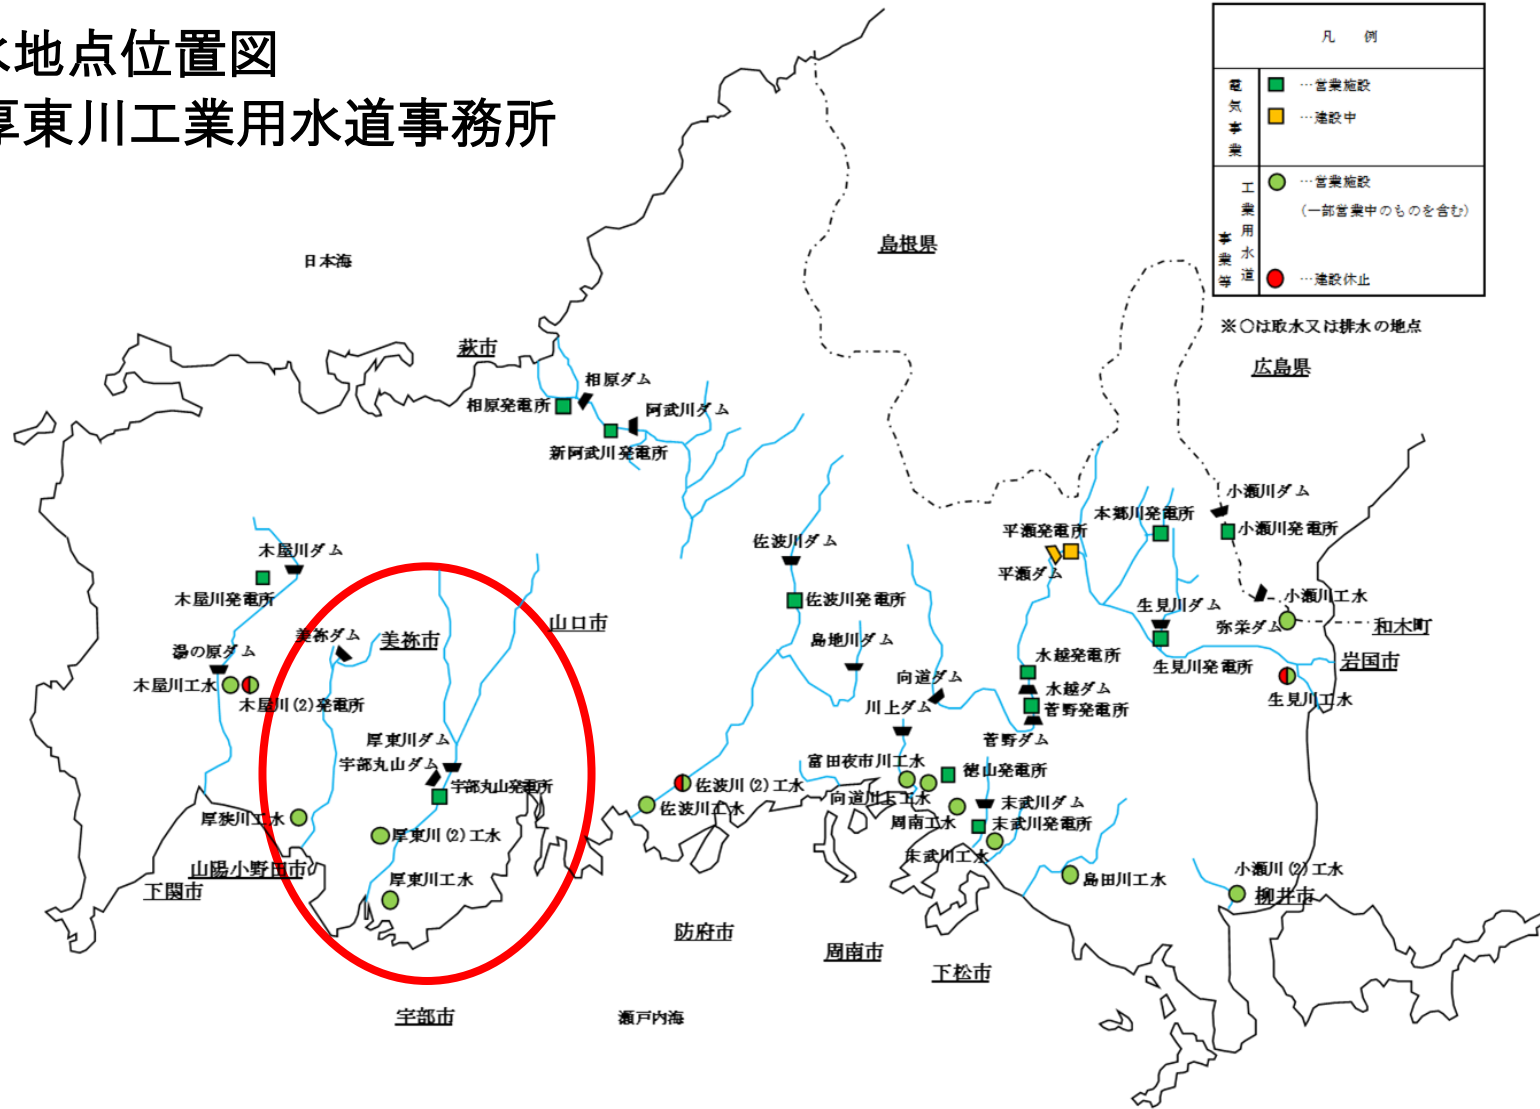 水地点位置図
厚東川工業用水道事務所
凡 例
電気事業
…営業施設
…建設中
工業用水道
事業等
…営業施設
(一部営業中のものを含む)
…建設休止
※○は取水又は排水の地点
日本海
島根県
広島県
萩市
相原ダム
相原発電所
阿武川ダム
新阿武川発電所
小瀬川ダム
本郷川発電所
小瀬川発電所
平瀬発電所
平瀬ダム
佐波川ダム
木屋川ダム
木屋川発電所
佐波川発電所
小瀬川工水
生見川ダム
弥栄ダム
和木町
山口市
美祢ダム
美祢市
島地川ダム
湯の原ダム
水越発電所
生見川発電所
岩国市
木屋川工水
木屋川(2)発電所
向道ダム
水越ダム
生見川工水
川上ダム
菅野発電所
厚東川ダム
菅野ダム
宇部丸山ダム
富田夜市川工水
徳山発電所
宇部丸山発電所
佐波川(2)工水
向道川工水
佐波川工水
末武川ダム
厚狭川工水
周南工水
末武川発電所
厚東川(2)工水
末武川工水
山陽小野田市
小瀬川(2)工水
厚東川工水
島田川工水
下関市
柳井市
防府市
周南市
下松市
宇部市
瀬戸内海